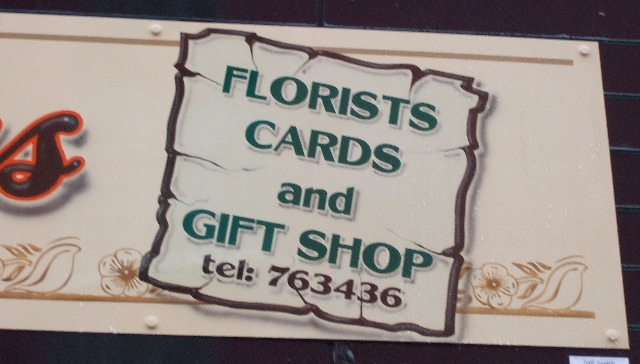 FLORISTS
CARDS
and
GIFT SHOP
tel: 763436